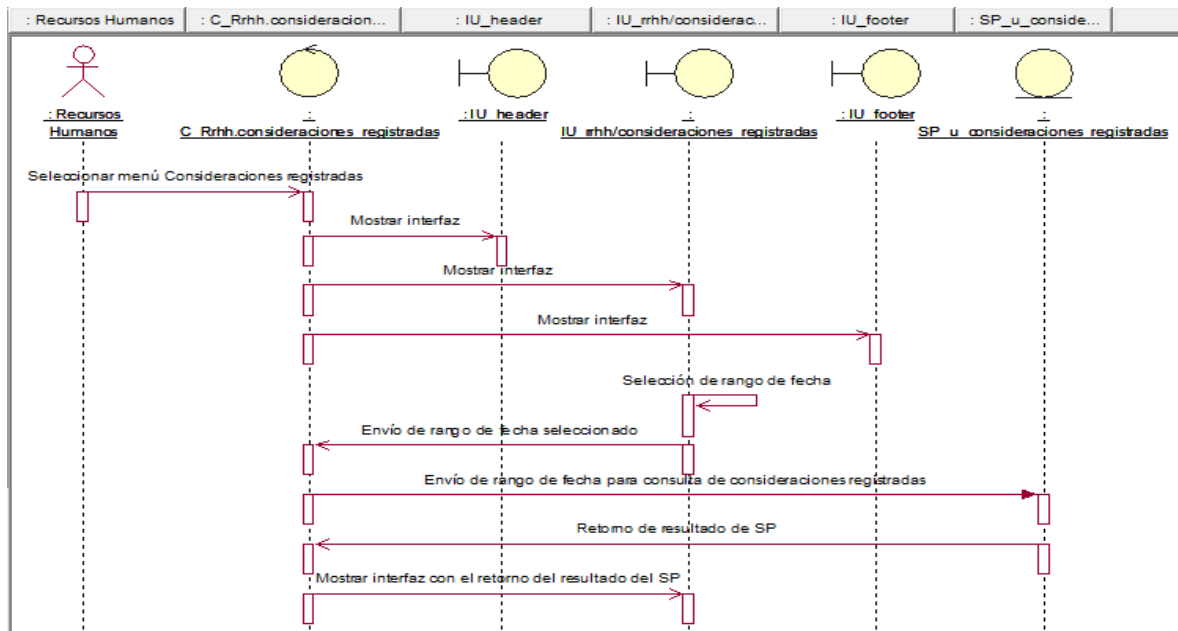 : Recursos Humanos
: C_Rrhh.consideracion...
: IU_header
: IU_rrhh/considerac...
: IU_footer
: SP_u_conside...
: Recursos
Humanos
:
C_Rrhh.consideraciones_registradas
: IU_header
:
IU_rrhh/consideraciones_registradas
: IU_footer
:
SP_u_consideraciones_registradas
Seleccionar menú Consideraciones registradas
Mostrar interfaz
Mostrar interfaz
Mostrar interfaz
Selección de rango de fecha
Envío de rango de fecha seleccionado
Envío de rango de fecha para consulta de consideraciones registradas
Retorno de resultado de SP
Mostrar interfaz con el retorno del resultado del SP